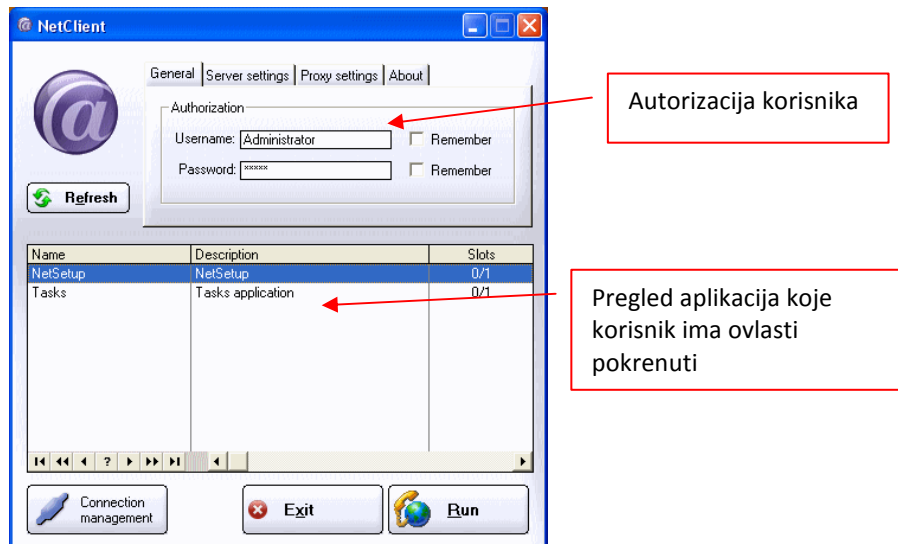 NetClient
General Server settings Proxy settings About
Authorization
Username: Administrator Remember
Password: ***** Remember
Refresh
Name Description Slots
NetSetup NetSetup 0/1
Tasks Tasks application 0/1
?
Connection
management
Exit
Run
Autorizacija korisnika
Pregled aplikacija koje
korisnik ima ovlasti
pokrenuti